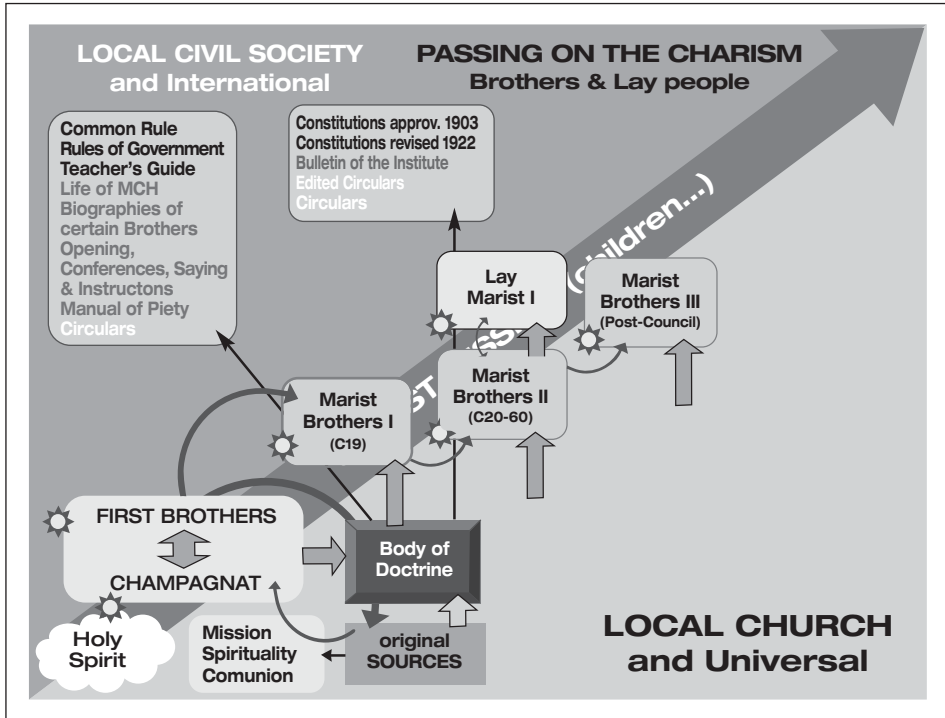 LOCAL CIVIL SOCIETY
and International
PASSING ON THE CHARISM
Brothers & Lay people
Common Rule
Rules of Government
Teacher's Guide
Life of MCH
Biographies of
certain Brothers
Opening,
Conferences, Saying
& Instructons
Manual of Piety
Circulars
Constitutions approv. 1903
Constitutions revised 1922
Bulletin of the Institute
Edited Circulars
Circulars
(children...)
Lay
Marist I
Marist
Brothers III
(Post-Council)
Marist
Brothers II
(C20-60)
Marist
Brothers I
(C19)
FIRST BROTHERS
CHAMPAGNAT
Body of
Doctrine
Holy
Spirit
Mission
Spirituality
Comunion
original
SOURCES
LOCAL CHURCH
and Universal